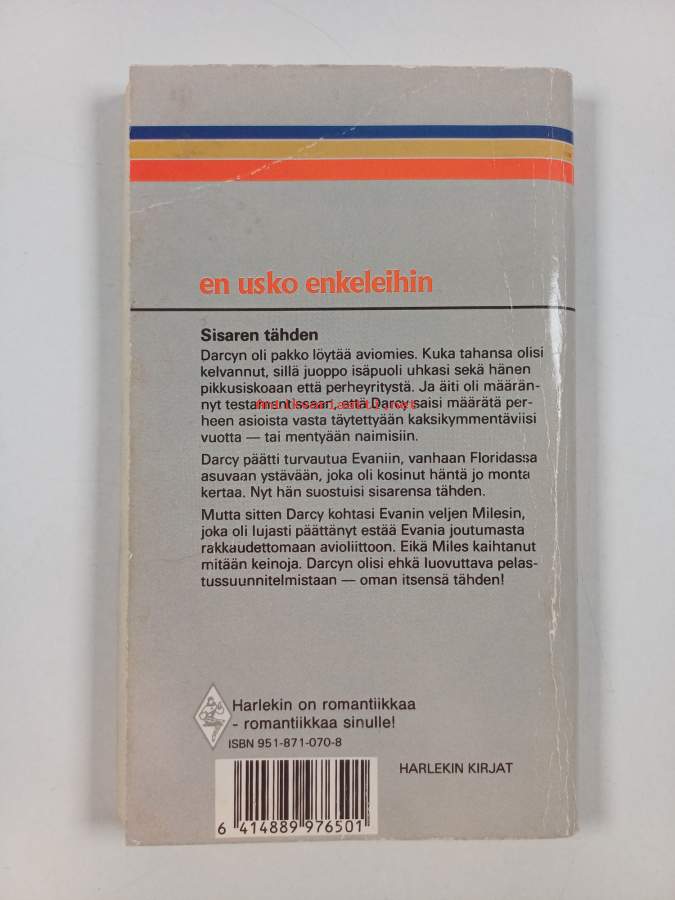 en usko enkeleihin
Sisaren tähden
Darcyn oli pakko löytää aviomies. Kuka tahansa olisi
kelvannut, sillä juoppo isäpuoli uhkasi sekä hänen
pikkusiskoaan että perheyritystä. Ja äiti oli määrän-
nyt testamentissaan, että Darcy saisi määrätä per-
antikvariaatti.net
heen asioista vasta täytettyään kaksikymmentäviisi
vuotta — tai mentyään naimisiin.
Darcy päätti turvautua Evaniin, vanhaan Floridassa
asuvaan ystävään, joka oli kosinut häntä jo monta
kertaa. Nyt hän suostuisi sisarensa tähden.
Mutta sitten Darcy kohtasi Evanin veljen Milesin,
joka oli lujasti päättänyt estää Evania joutumasta
rakkaudettomaan avioliittoon. Eikä Miles kaihtanut
mitään keinoja. Darcyn olisi ehkä luovuttava pelas-
tussuunnitelmistaan — oman itsensä tähden!
Harlekin on romantiikkaa
- romantiikkaa sinulle!
ISBN 951-871-070-8
HARLEKIN KIRJAT
6 414889 976501